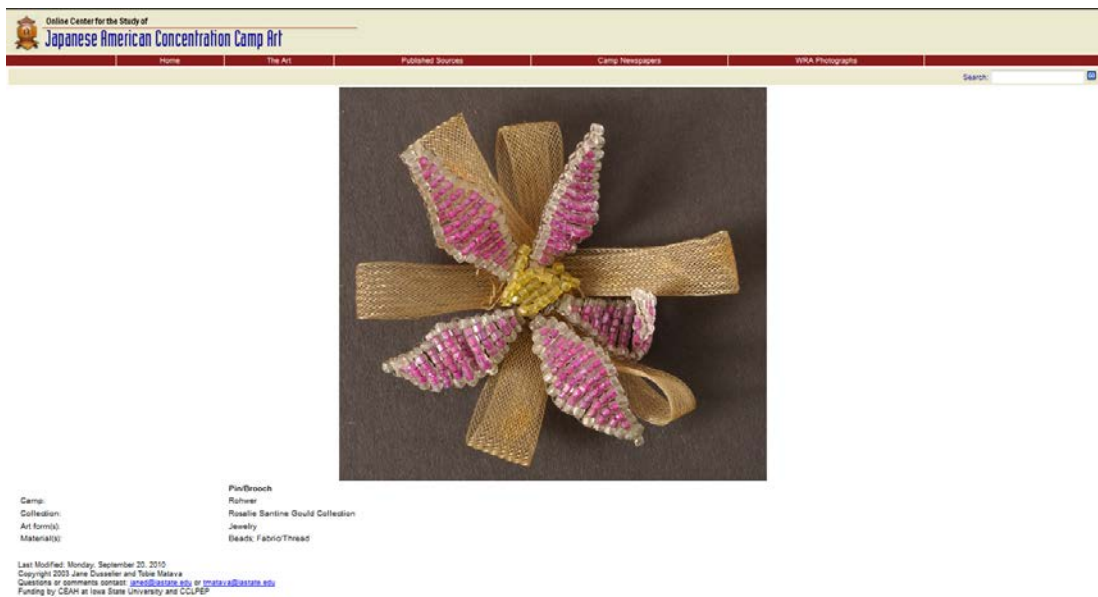 Online Center for the Study of
Japanese American Concentration Camp Art
Home The Art Published Sources Camp Newspapers WRA Photographs
Search:
Pin/Brooch
Camp: Rohwer
Collection: Rosalie Santine Gould Collection
Art form(s): Jewelry
Material(s): Beads; Fabric/Thread
Last Modified: Monday, September 20, 2010
Copyright 2003 Jane Dusselier and Tobie Matava
Questions or comments contact: janed@iastate.edu or tmatava@iastate.edu
Funding by CEAH at Iowa State University and CCLPEP